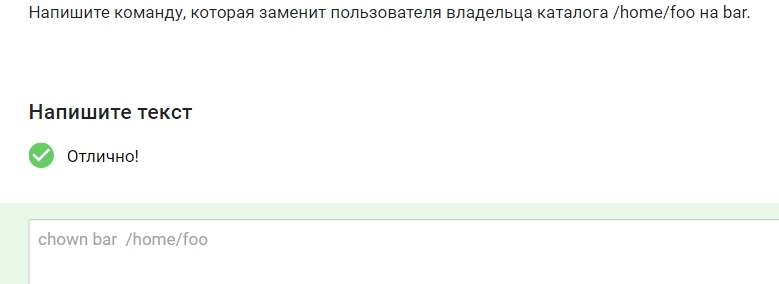 Напишите команду, которая заменит пользователя владельца каталога /home/foo на bar.
Напишите текст
Отлично!
chown bar  /home/foo